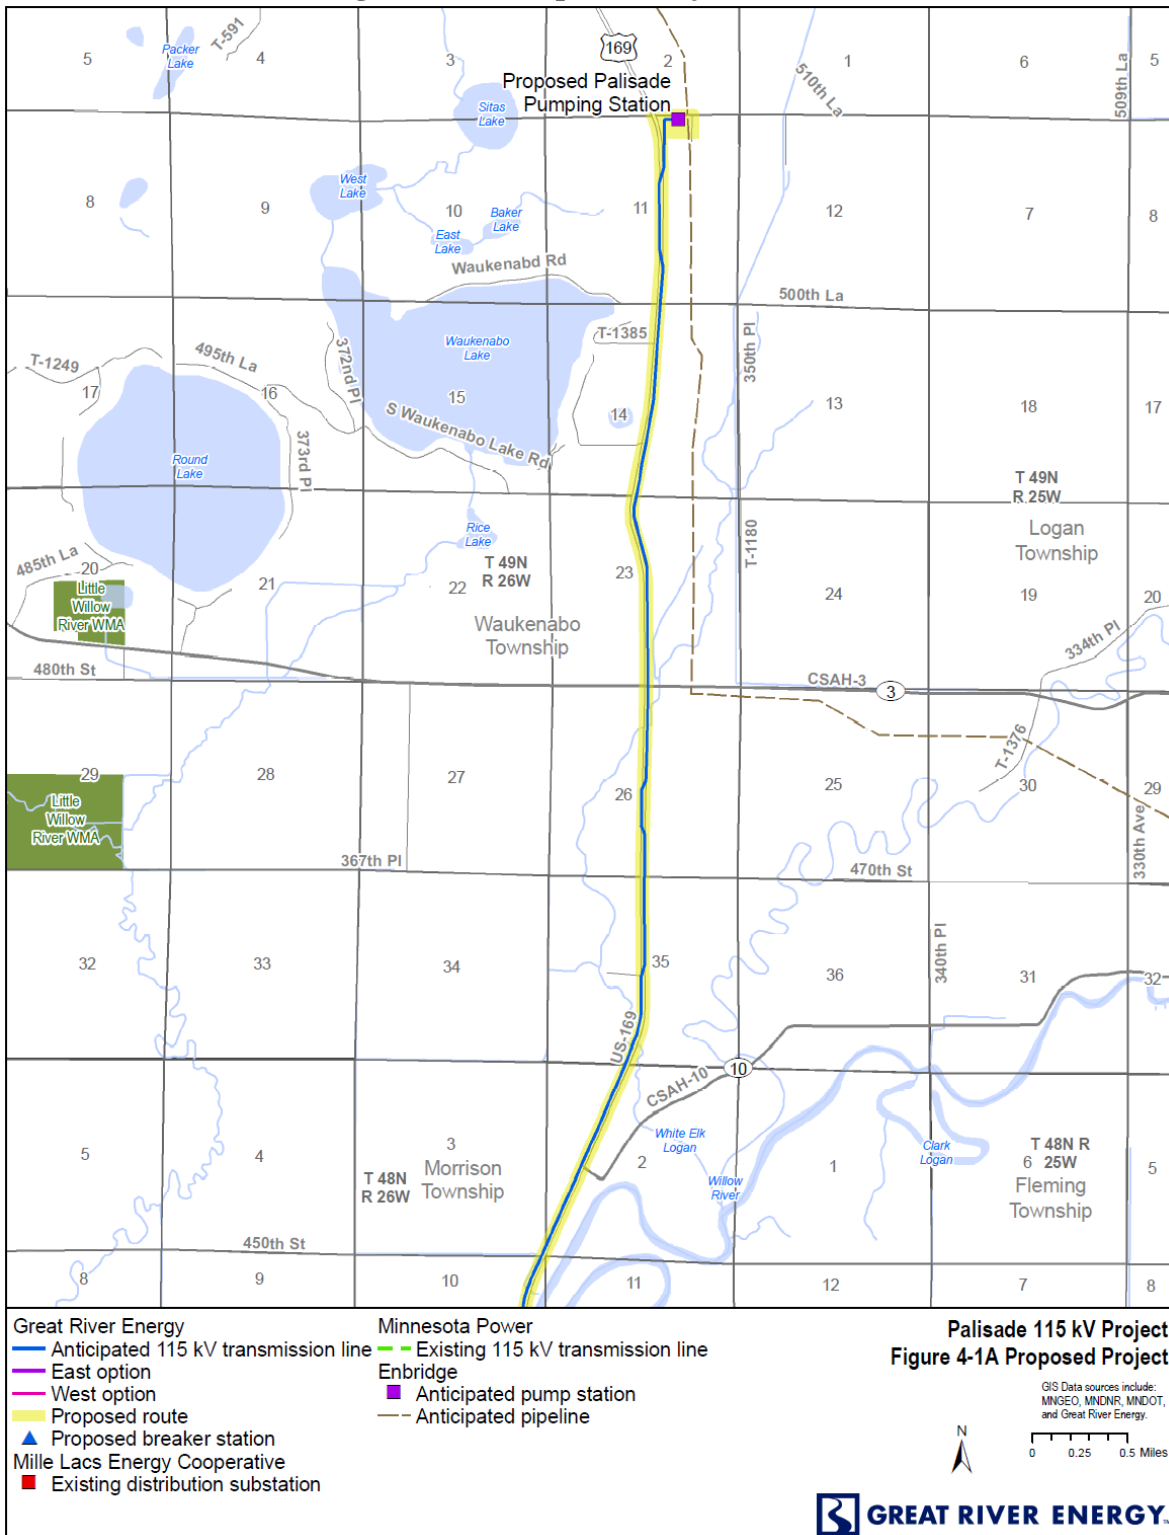 5
Packer
Lake
T-591
4
3
169
2
1
510th La
6
509th La
5
Proposed Palisade
Pumping Station
Sitas
Lake
8
West
Lake
9
10
Baker
Lake
East
Lake
11
12
7
8
Waukenabd Rd
500th La
T-1249
495th La
372nd Pl
Waukenabo
Lake
T-1385
350th Pl
17
16
15
14
13
18
17
S Waukenabo Lake Rd
373rd Pl
Round
Lake
T 49N
R 25W
Logan
Township
Rice
Lake
T-1180
485th La
20
Little
Willow
River WMA
21
T 49N
R 26W
22
23
24
19
20
Waukenabo
Township
334th Pl
480th St
CSAH-3
3
T-1376
29
Little
Willow
River WMA
28
27
26
25
30
29
330th Ave
367th Pl
470th St
32
33
34
35
36
340th Pl
31
32
US-169
CSAH-10
10
5
4
3
T 48N
R 26W
Morrison
Township
White Elk
Logan
2
Willow
River
1
Clark
Logan
T 48N R
6 25W
Fleming
Township
5
450th St
8
9
10
11
12
7
8
Great River Energy
Anticipated 115 kV transmission line
East option
West option
Proposed route
Proposed breaker station
Mille Lacs Energy Cooperative
Existing distribution substation
Minnesota Power
Existing 115 kV transmission line
Enbridge
Anticipated pump station
Anticipated pipeline
Palisade 115 kV Project
Figure 4-1A Proposed Project
GIS Data sources include:
MNGEO, MNDNR, MNDOT,
and Great River Energy.
N
0 0.25 0.5 Miles
GREAT RIVER ENERGY